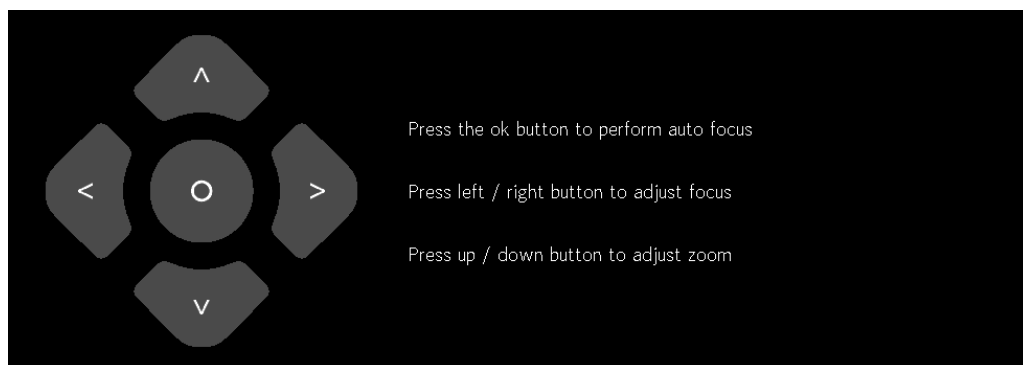 ^
Press the ok button to perform auto focus
< O >
Press left / right button to adjust focus
Press up / down button to adjust zoom
v